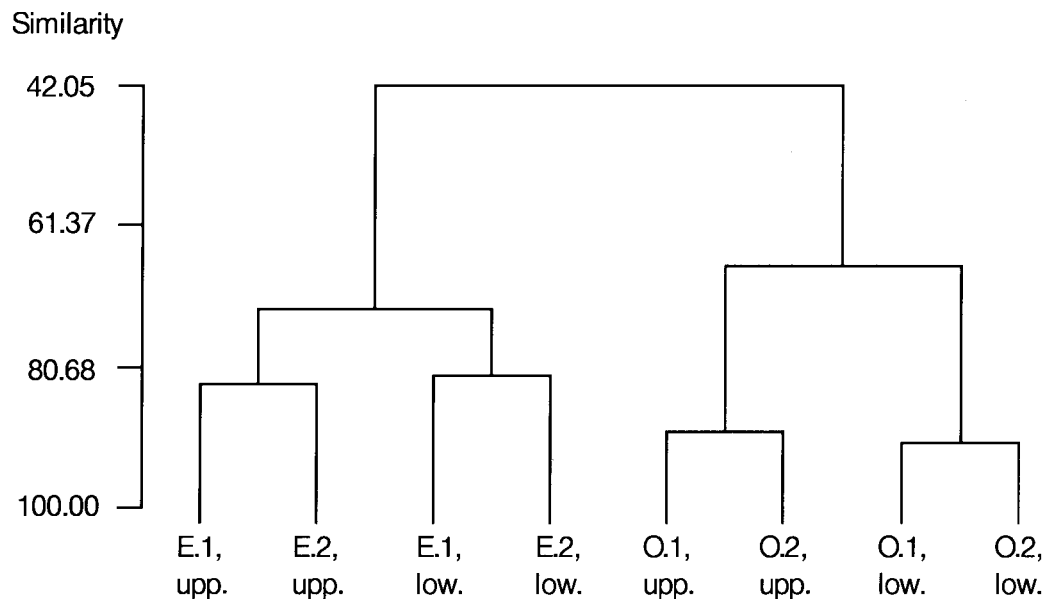 Similarity
42.05
61.37
80.68
100.00
E.1, E.2, E.1, E.2, O.1, O.2, O.1, O.2,
upp. upp. low. low. upp. upp. low. low.